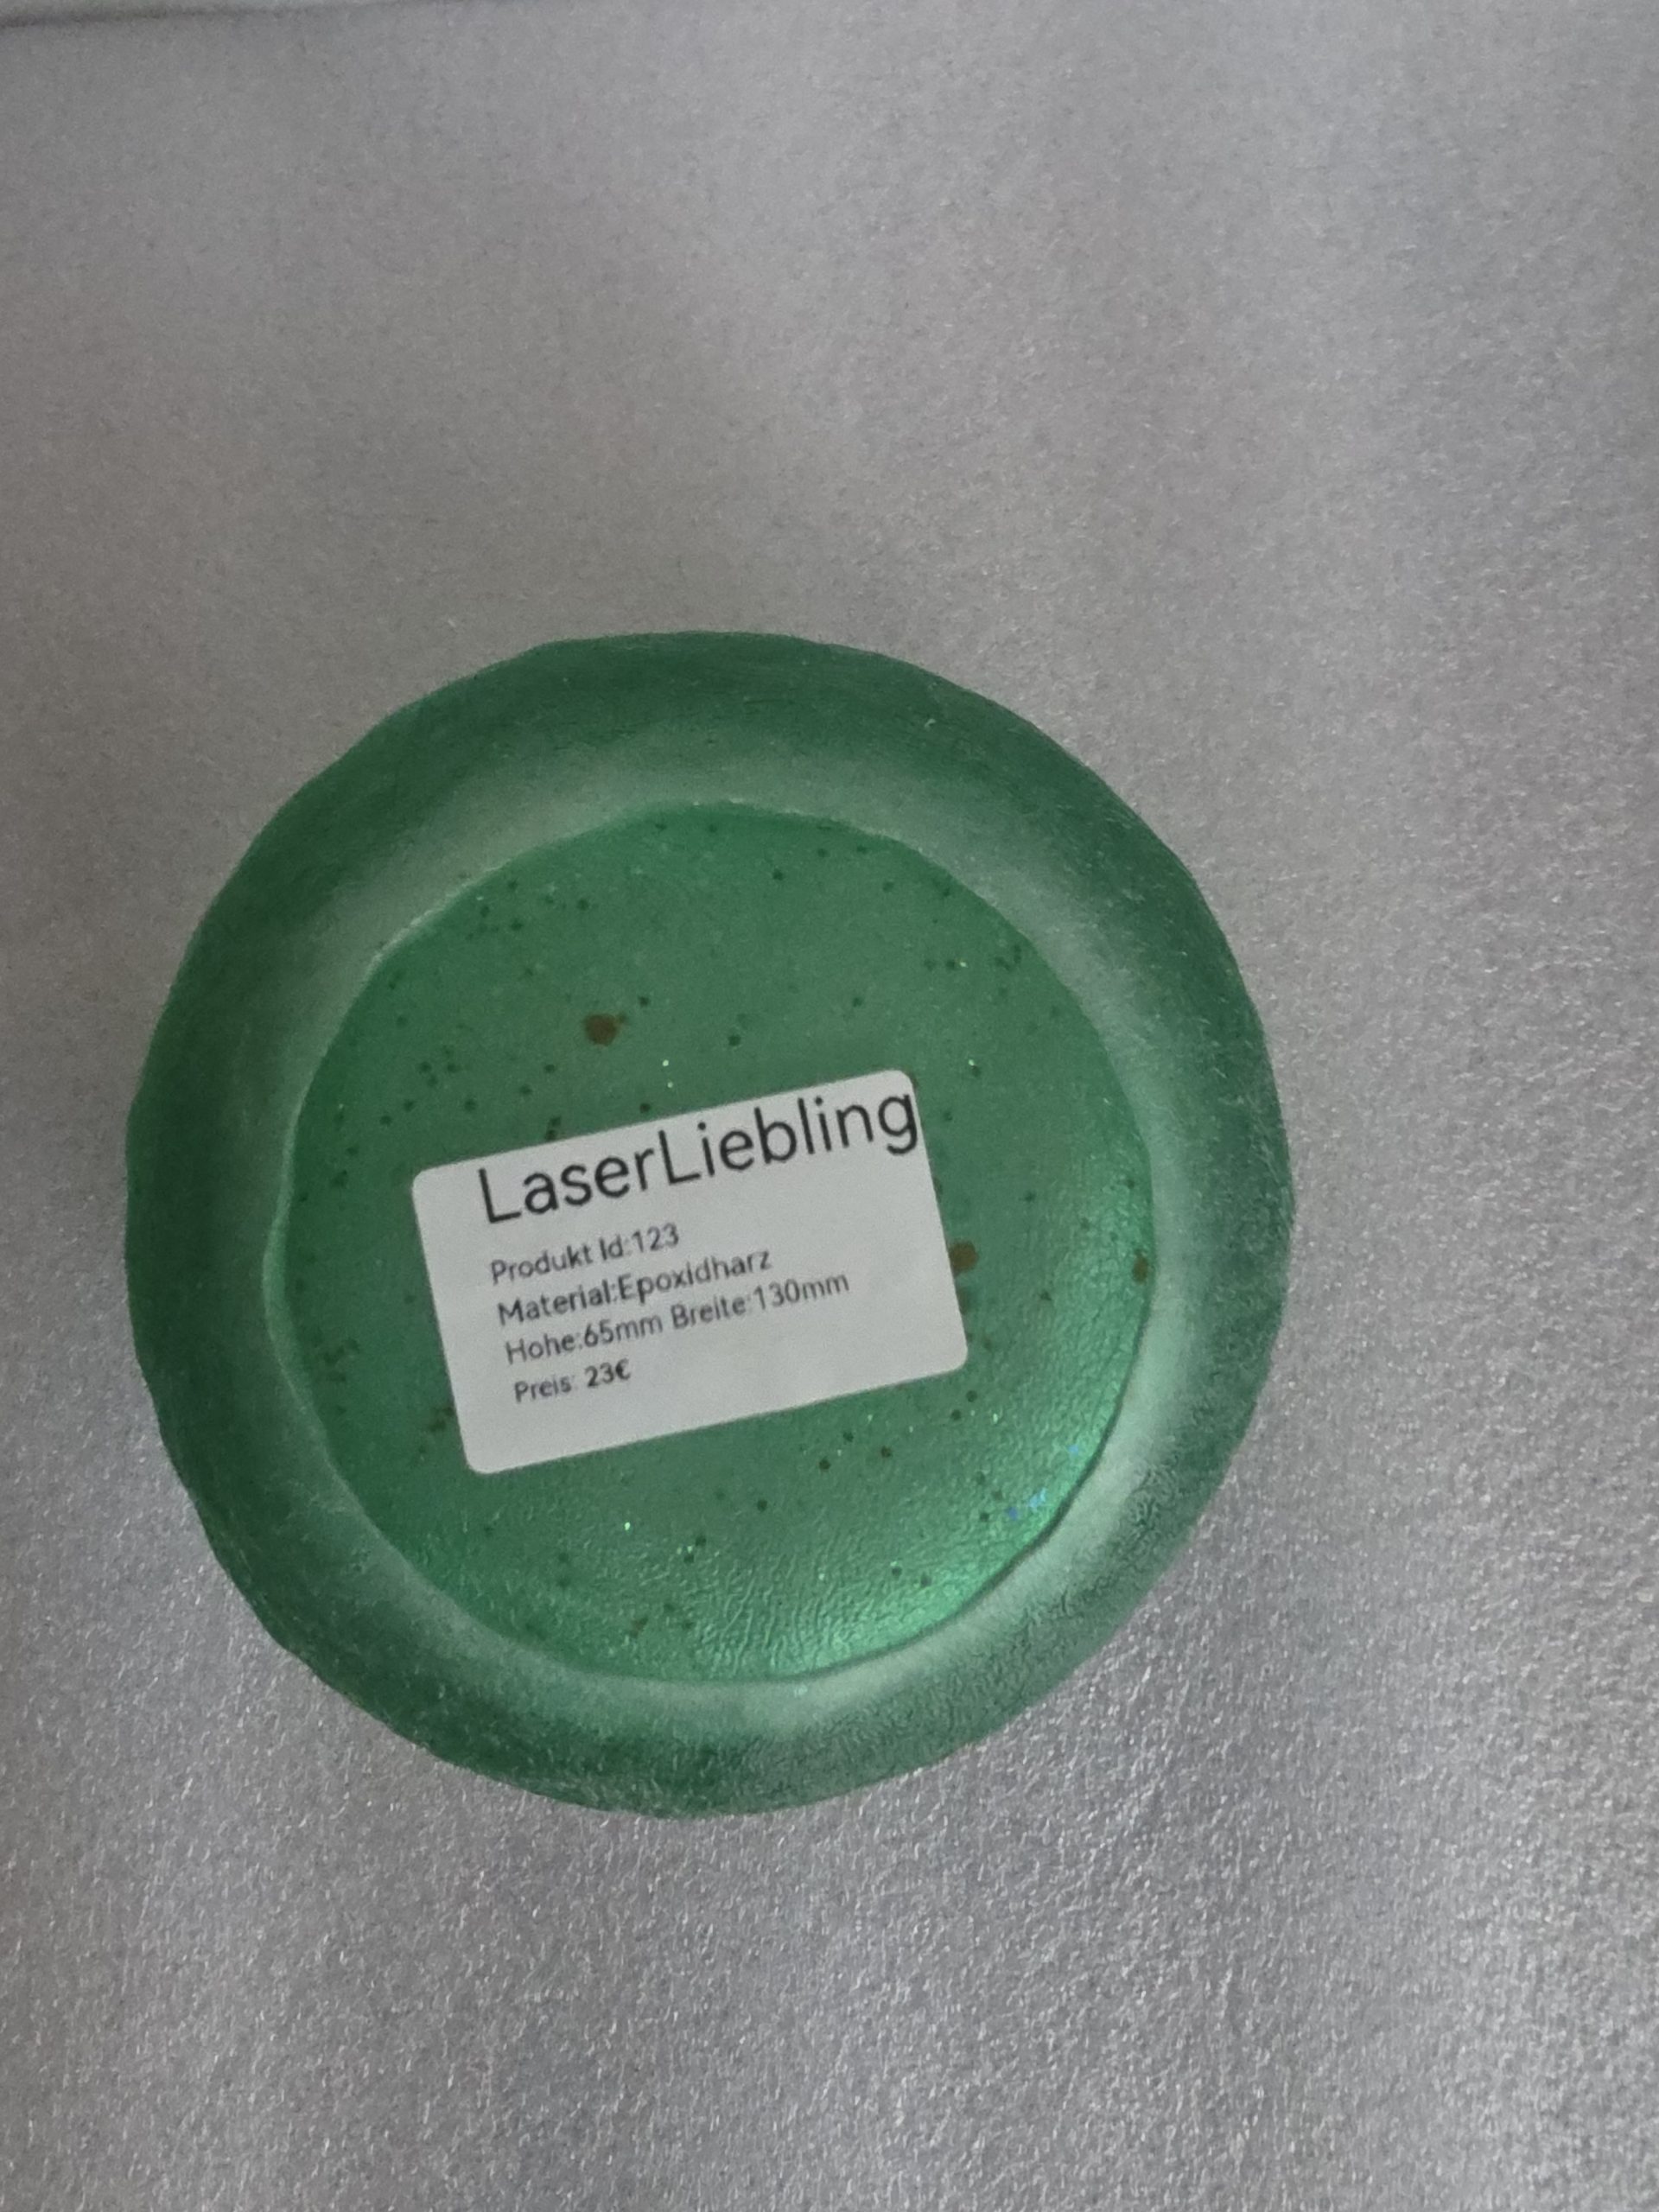 LaserLiebling
Produkt Id:123
Material:Epoxidharz
Hohe:65mm Breite:130mm
Preis: 23€